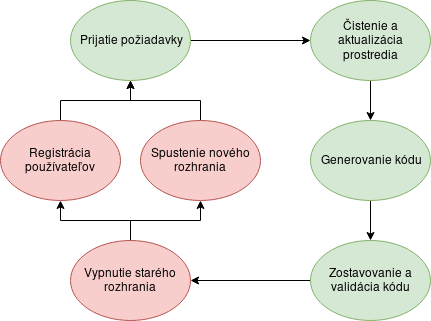 Prijatie požiadavky
Čistenie a
aktualizácia
prostredia
Registrácia
používateľov
Spustenie nového
rozhrania
Generovanie kódu
Vypnutie starého
rozhrania
Zostavovanie a
validácia kódu